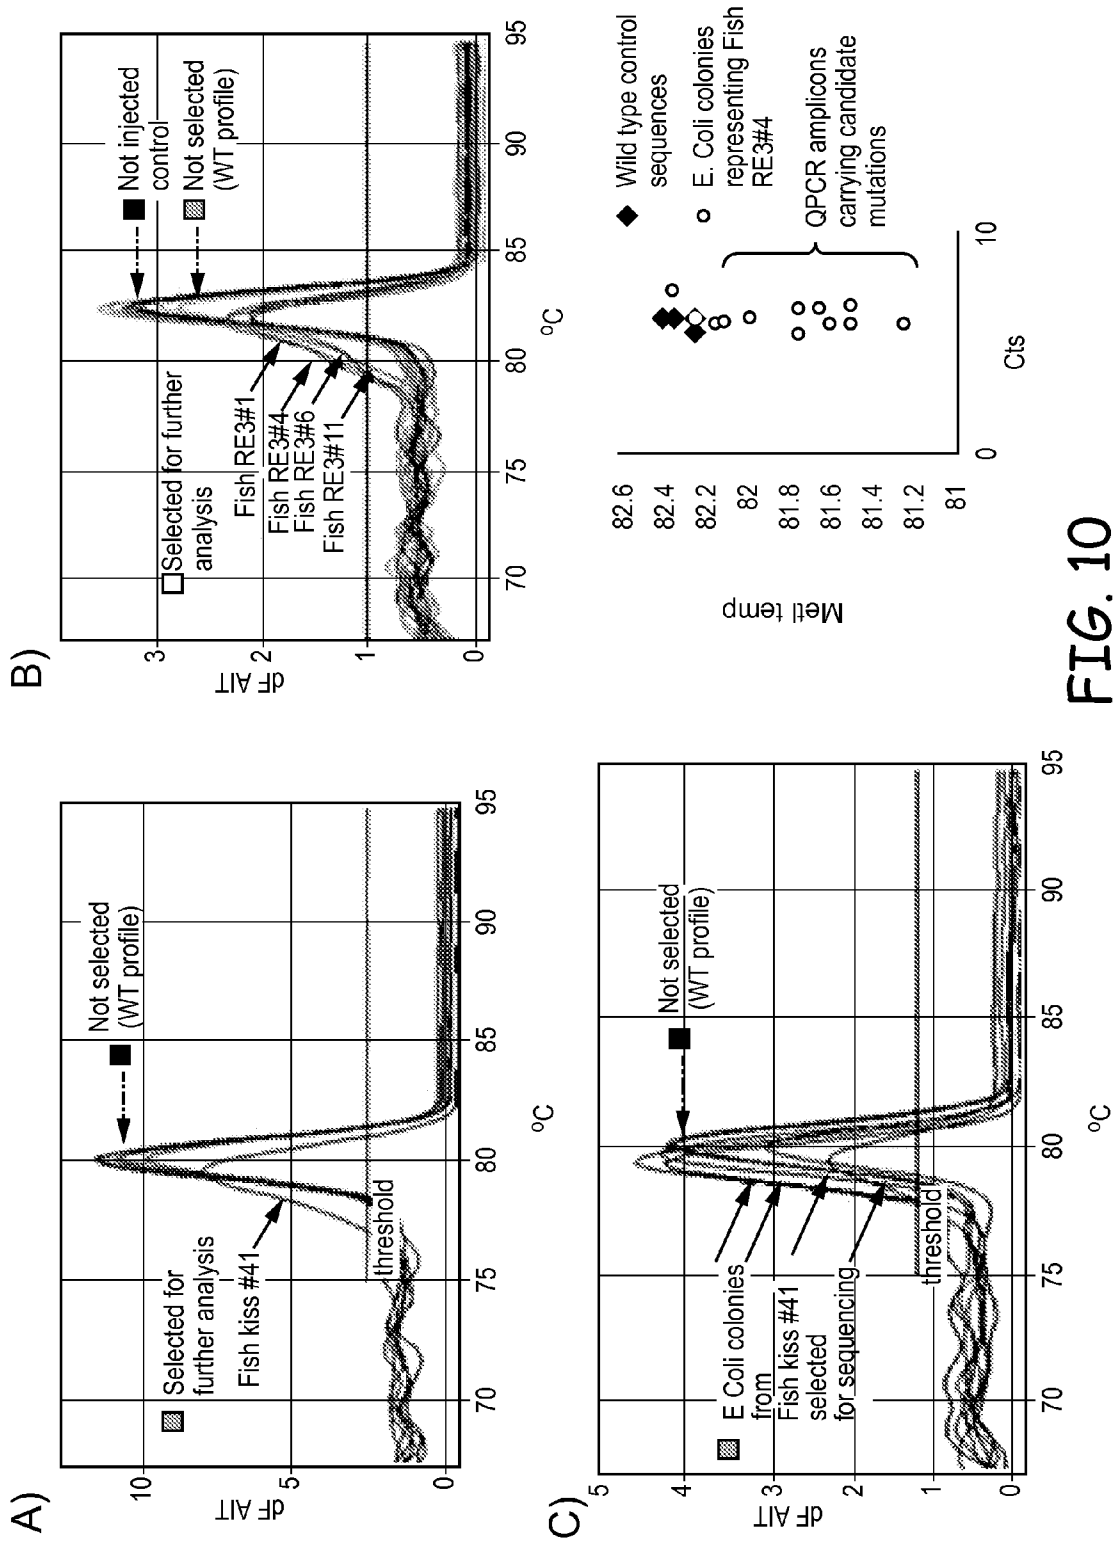 A)
dF AlT
10
5
0
70
75
80
85
90
95
°C
Selected for
further analysis
Fish kiss #41
threshold
Not selected
(WT profile)
B)
dF AlT
3
2
1
0
70
75
80
85
90
95
°C
Selected for further
analysis
Fish RE3#1
Fish RE3#4
Fish RE3#6
Fish RE3#11
Not injected
control
Not selected
(WT profile)
C)
dF AlT
5
4
3
2
1
0
70
75
80
85
90
95
°C
E Coli colonies
from
Fish kiss #41
selected
for sequencing
threshold
Not selected
(WT profile)
Metl temp
82.6
82.4
82.2
82
81.8
81.6
81.4
81.2
81
0
10
Cts
Wild type control
sequences
E. Coli colonies
representing Fish
RE3#4
QPCR amplicons
carrying candidate
mutations
FIG. 10